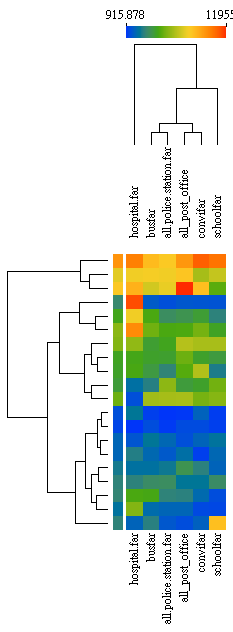 915.878 1195
hospital.far
busfar
all.police.station.far
all_post_office
convifar
schoolfar
hospital.far
busfar
all.police.station.far
all_post_office
convifar
schoolfar